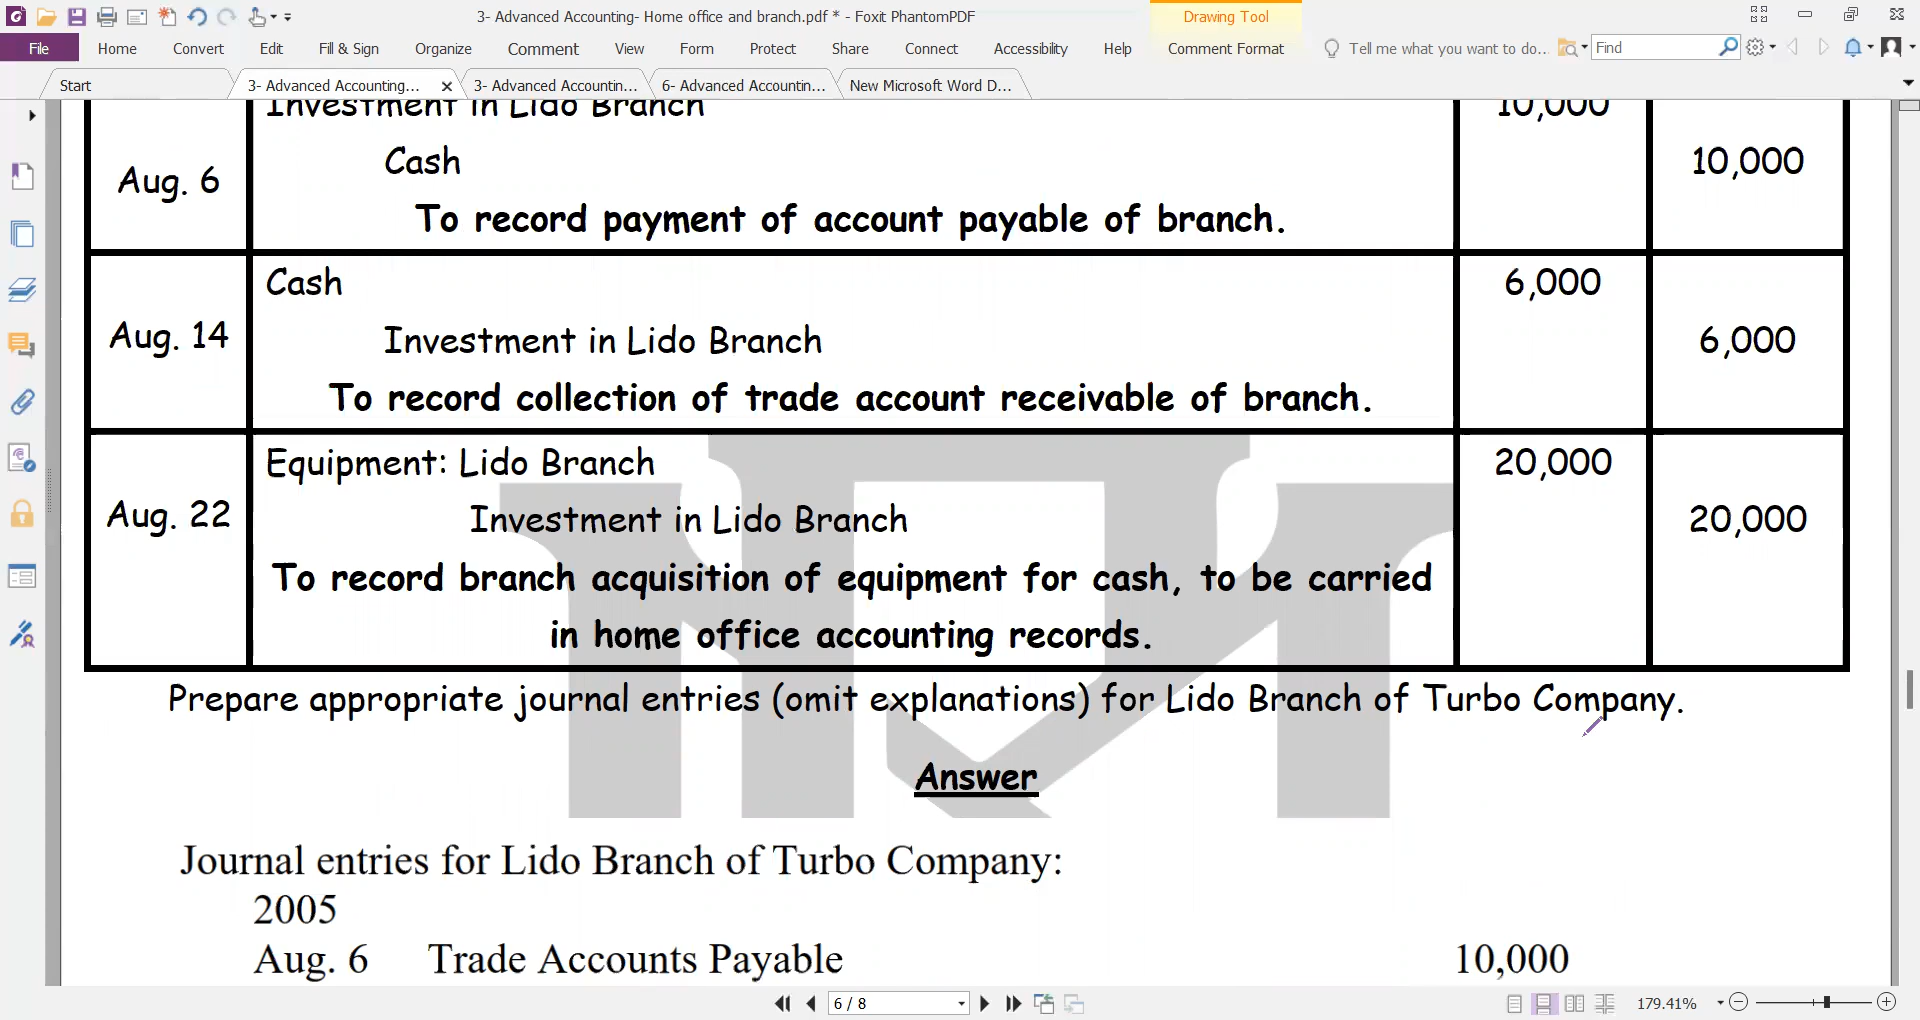 3- Advanced Accounting- Home office and branch.pdf * - Foxit PhantomPDF
Drawing Tool
File Home Convert Edit Fill & Sign Organize Comment View Form Protect Share Connect Accessibility Help Comment Format Tell me what you want to do... Find
Start 3- Advanced Accounting... 3- Advanced Accountin... 6- Advanced Accountin... New Microsoft Word D...
Investment in Lido Branch 10,000
Cash 10,000
Aug. 6
To record payment of account payable of branch.
Cash 6,000
Aug. 14
Investment in Lido Branch 6,000
To record collection of trade account receivable of branch.
Equipment: Lido Branch 20,000
Aug. 22
Investment in Lido Branch 20,000
To record branch acquisition of equipment for cash, to be carried
in home office accounting records.
Prepare appropriate journal entries (omit explanations) for Lido Branch of Turbo Company.
Answer
Journal entries for Lido Branch of Turbo Company:
2005
Aug. 6 Trade Accounts Payable 10,000
6 / 8
179.41%